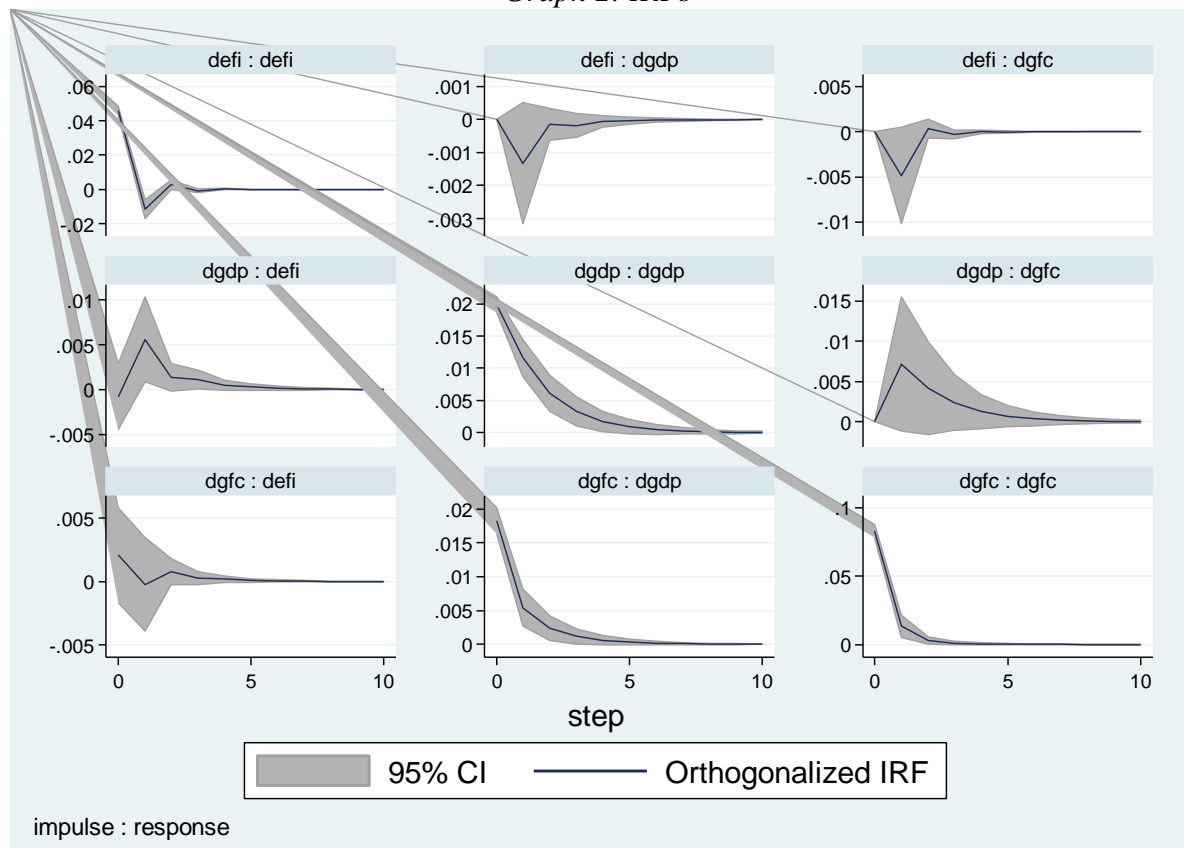 Graph 2. IRFs
defi : defi
defi : dgdp
defi : dgfc
.06
.04
.02
0
-.02
.001
0
-.001
-.002
-.003
.005
0
-.005
-.01
dgdp : defi
dgdp : dgdp
dgdp : dgfc
.01
.005
0
-.005
.02
.015
.01
.005
0
.015
.01
.005
0
dgfc : defi
dgfc : dgdp
dgfc : dgfc
.005
0
-.005
.02
.015
.01
.005
0
.1
.05
0
0 5 10
0 5 10
0 5 10
step
95% CI Orthogonalized IRF
impulse : response